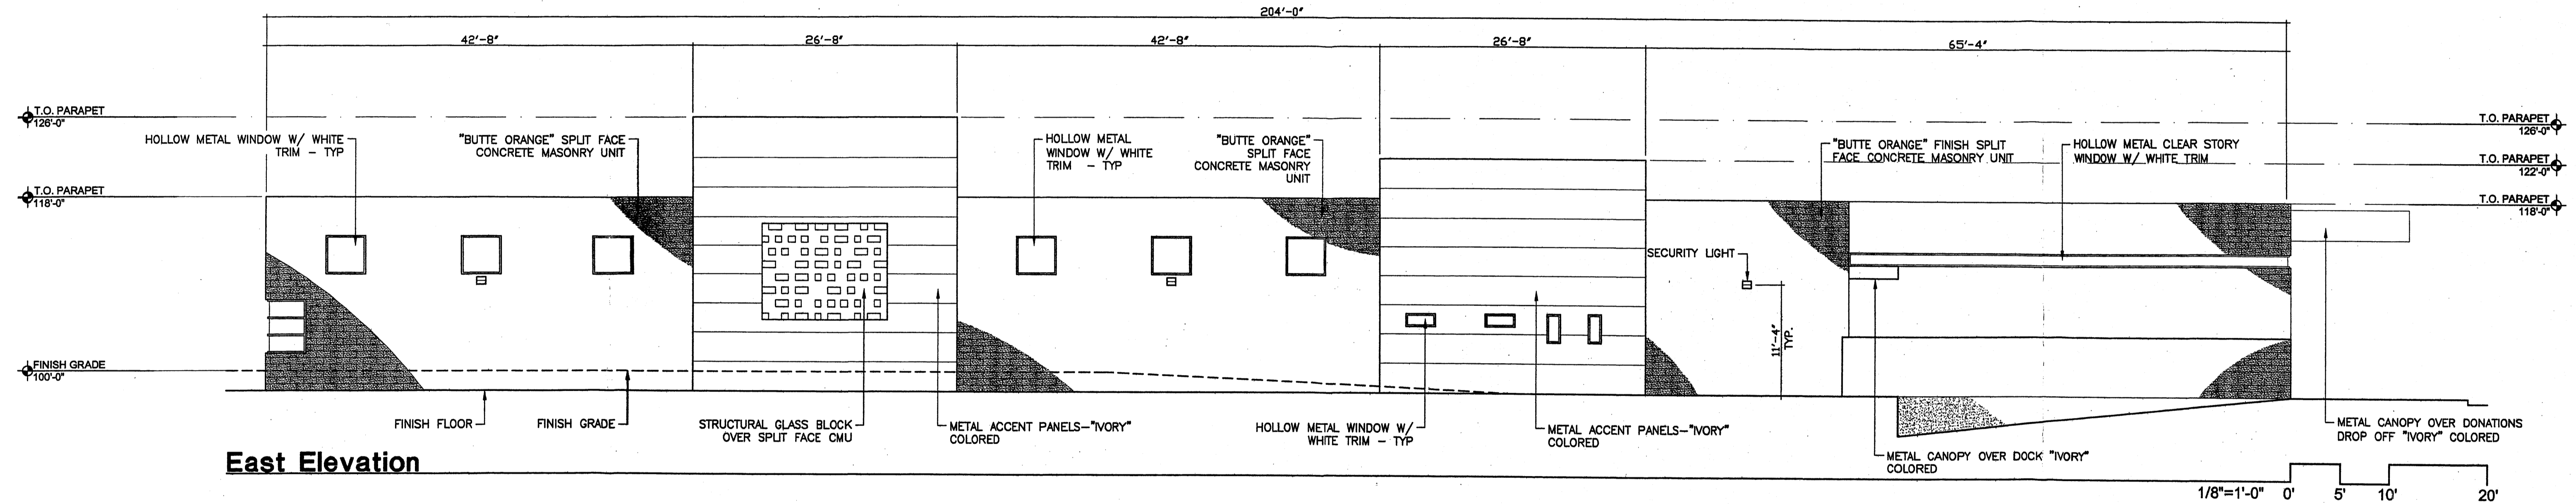 204'-0"
42'-8"
26'-8"
42'-8"
26'-8"
65'-4"
T.O. PARAPET
126'-0"
HOLLOW METAL WINDOW W/ WHITE
TRIM - TYP
"BUTTE ORANGE" SPLIT FACE
CONCRETE MASONRY UNIT
HOLLOW METAL
WINDOW W/ WHITE
TRIM - TYP
"BUTTE ORANGE"
SPLIT FACE
CONCRETE MASONRY
UNIT
"BUTTE ORANGE" FINISH SPLIT
FACE CONCRETE MASONRY UNIT
HOLLOW METAL CLEAR STORY
WINDOW W/ WHITE TRIM
T.O. PARAPET
126'-0"
T.O. PARAPET
122'-0"
T.O. PARAPET
118'-0"
T.O. PARAPET
118'-0"
SECURITY LIGHT
11'-4"
TYP.
FINISH GRADE
100'-0"
FINISH FLOOR
FINISH GRADE
STRUCTURAL GLASS BLOCK
OVER SPLIT FACE CMU
METAL ACCENT PANELS-"IVORY"
COLORED
HOLLOW METAL WINDOW W/
WHITE TRIM - TYP
METAL ACCENT PANELS-"IVORY"
COLORED
METAL CANOPY OVER DOCK "IVORY"
COLORED
METAL CANOPY OVER DONATIONS
DROP OFF "IVORY" COLORED
East Elevation
1/8"=1'-0" 0' 5' 10' 20'